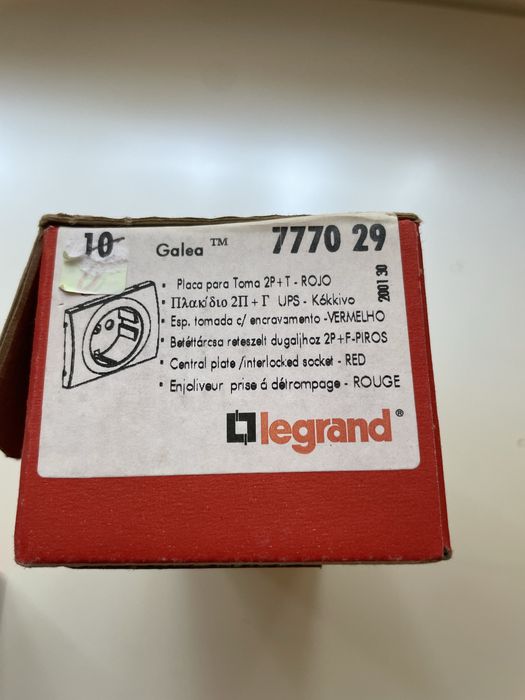 10 Galea ™ 7770 29
2001 30
• Placa para Toma 2P+T - ROJO
• Πλακίδιο 2Π+Γ UPS - Κόκκινο
• Esp. tomada c/ encravamento -VERMELHO
• Betéttárcsa reteszelt dugaljhoz 2P+F-PIROS
• Central plate /interlocked socket - RED
• Enjoliveur prise á détrompage - ROUGE
legrand®